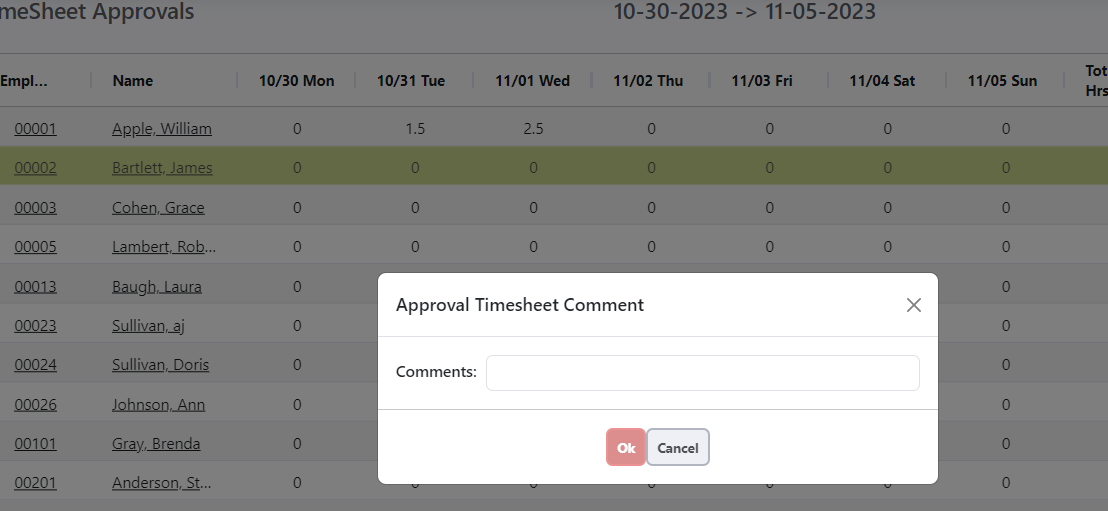 meSheet Approvals 10-30-2023 -> 11-05-2023
Empl... Name 10/30 Mon 10/31 Tue 11/01 Wed 11/02 Thu 11/03 Fri 11/04 Sat 11/05 Sun Tot
Hrs
00001 Apple, William 0 1.5 2.5 0 0 0 0
00002 Bartlett, James 0 0 0 0 0 0 0
00003 Cohen, Grace 0 0 0 0 0 0 0
00005 Lambert, Rob... 0 0 0 0 0 0 0
00013 Baugh, Laura 0 0
00023 Sullivan, aj 0 0
00024 Sullivan, Doris 0 0
00026 Johnson, Ann 0 0
00101 Gray, Brenda 0 0
00201 Anderson, St... 0 0
Approval Timesheet Comment
Comments:
Ok Cancel